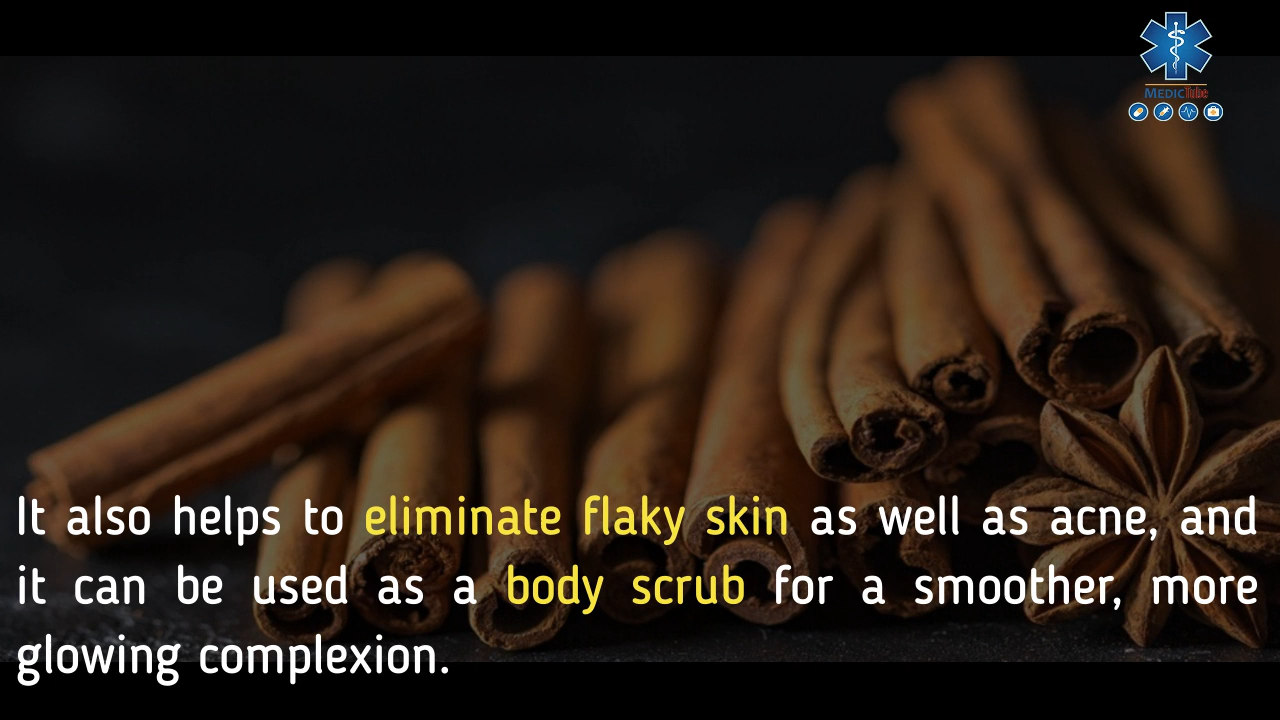 MEDICTube
It also helps to eliminate flaky skin as well as acne, and
it can be used as a body scrub for a smoother, more
glowing complexion.